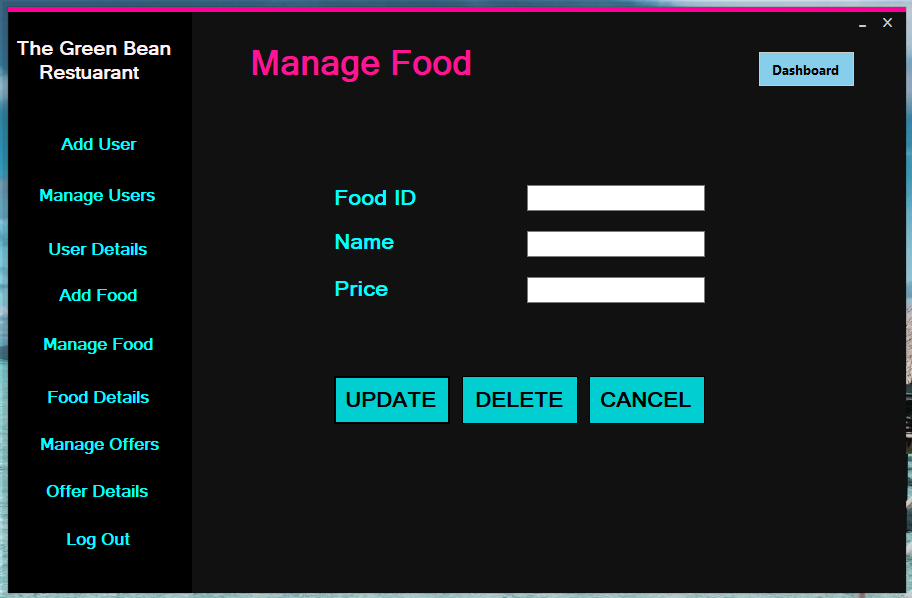 The Green Bean
Restuarant
Manage Food
Dashboard
Add User
Manage Users
User Details
Add Food
Manage Food
Food Details
Manage Offers
Offer Details
Log Out
Food ID
Name
Price
UPDATE DELETE CANCEL